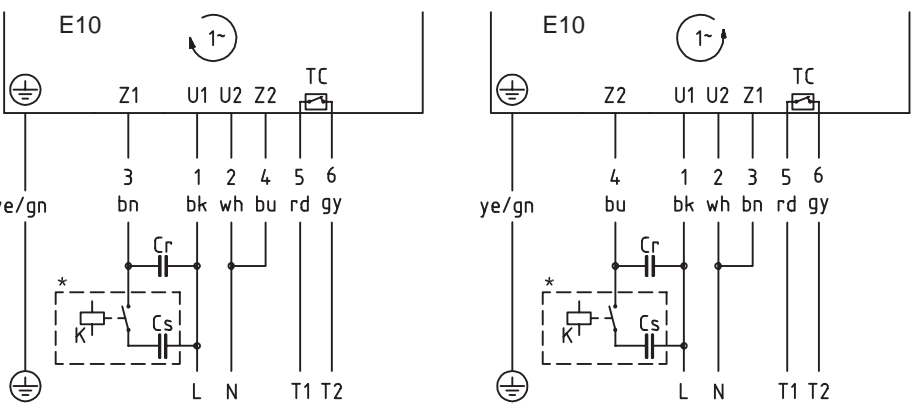 E10
1~
TC
Z1 U1 U2 Z2
3 1 2 4 5 6
ye/gn bn bk wh bu rd gy
Cr
*
K Cs
L N T1 T2
E10
1~
TC
Z2 U1 U2 Z1
4 1 2 3 5 6
ye/gn bu bk wh bn rd gy
Cr
*
K Cs
L N T1 T2